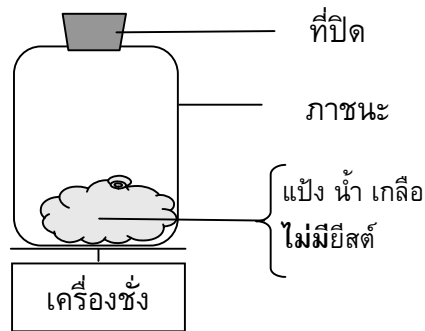 ที่ปิด
ภาชนะ
แป้ง น้ำ เกลือ
ไม่มียีสต์
เครื่องชั่ง